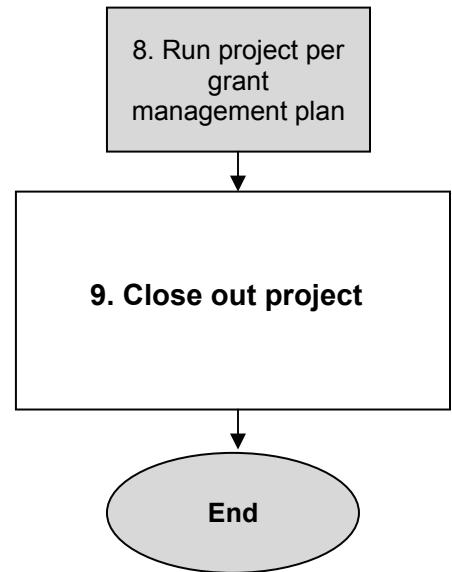 8. Run project per
grant
management plan
9. Close out project
End